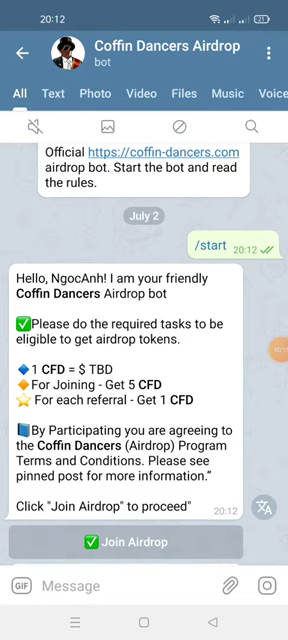 20:12
21
Coffin Dancers Airdrop
bot
All Text Photo Video Files Music Voice
Official https://coffin-dancers.com
airdrop bot. Start the bot and read
the rules.
July 2
/start 20:12
Hello, NgocAnh! I am your friendly
Coffin Dancers Airdrop bot
✅Please do the required tasks to be
eligible to get airdrop tokens.
🔷1 CFD = $ TBD
🔶For Joining - Get 5 CFD
⭐️For each referral - Get 1 CFD
📘By Participating you are agreeing to
the Coffin Dancers (Airdrop) Program
Terms and Conditions. Please see
pinned post for more information.”
Click "Join Airdrop" to proceed"
20:12
✅ Join Airdrop
GIF Message